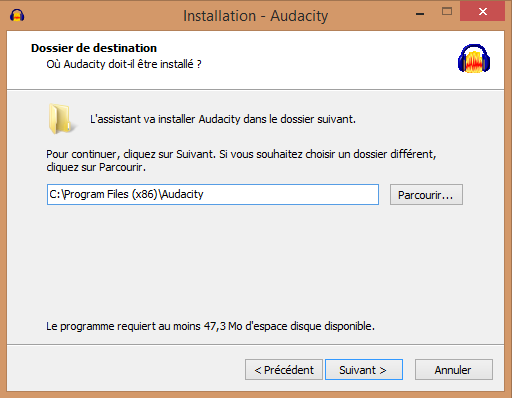 Installation - Audacity
Dossier de destination
Où Audacity doit-il être installé ?
L'assistant va installer Audacity dans le dossier suivant.
Pour continuer, cliquez sur Suivant. Si vous souhaitez choisir un dossier différent,
cliquez sur Parcourir.
C:\Program Files (x86)\Audacity
Parcourir...
Le programme requiert au moins 47,3 Mo d'espace disque disponible.
< Précédent
Suivant >
Annuler